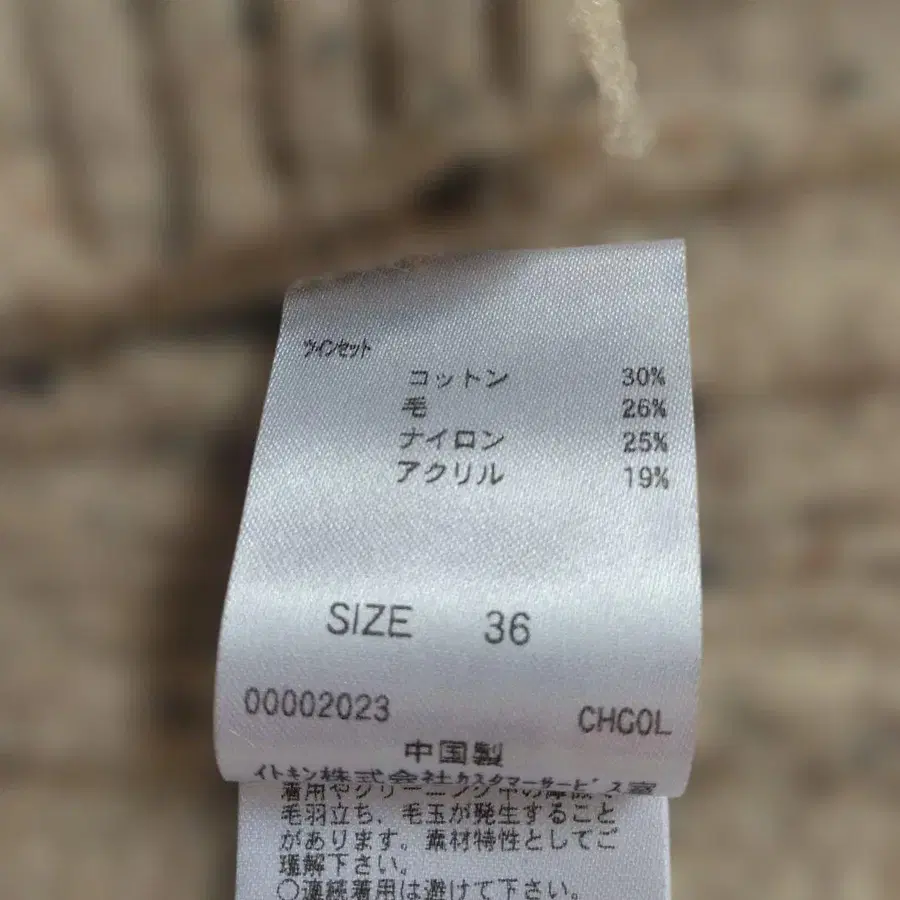 ツインセット
コットン 30%
毛 26%
ナイロン 25%
アクリル 19%
SIZE 36
00002023 CHGOL
中国製
イトキン株式会社カスタマーサービス室
着用やクリーニング中の摩擦で
毛羽立ち、毛玉が発生すること
があります。素材特性としてご
理解下さい。
○連続着用は避けて下さい。